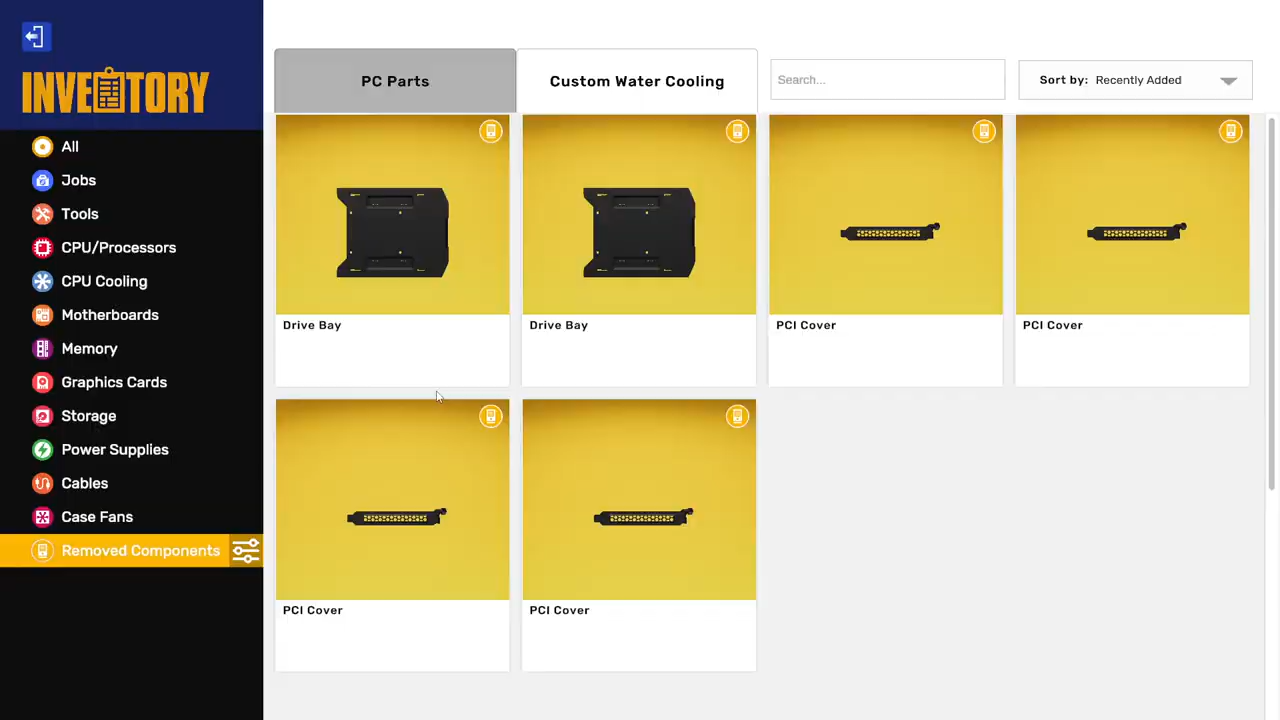 INVENTORY
All
Jobs
Tools
CPU/Processors
CPU Cooling
Motherboards
Memory
Graphics Cards
Storage
Power Supplies
Cables
Case Fans
Removed Components
PC Parts
Custom Water Cooling
Search...
Sort by: Recently Added
Drive Bay
Drive Bay
PCI Cover
PCI Cover
PCI Cover
PCI Cover